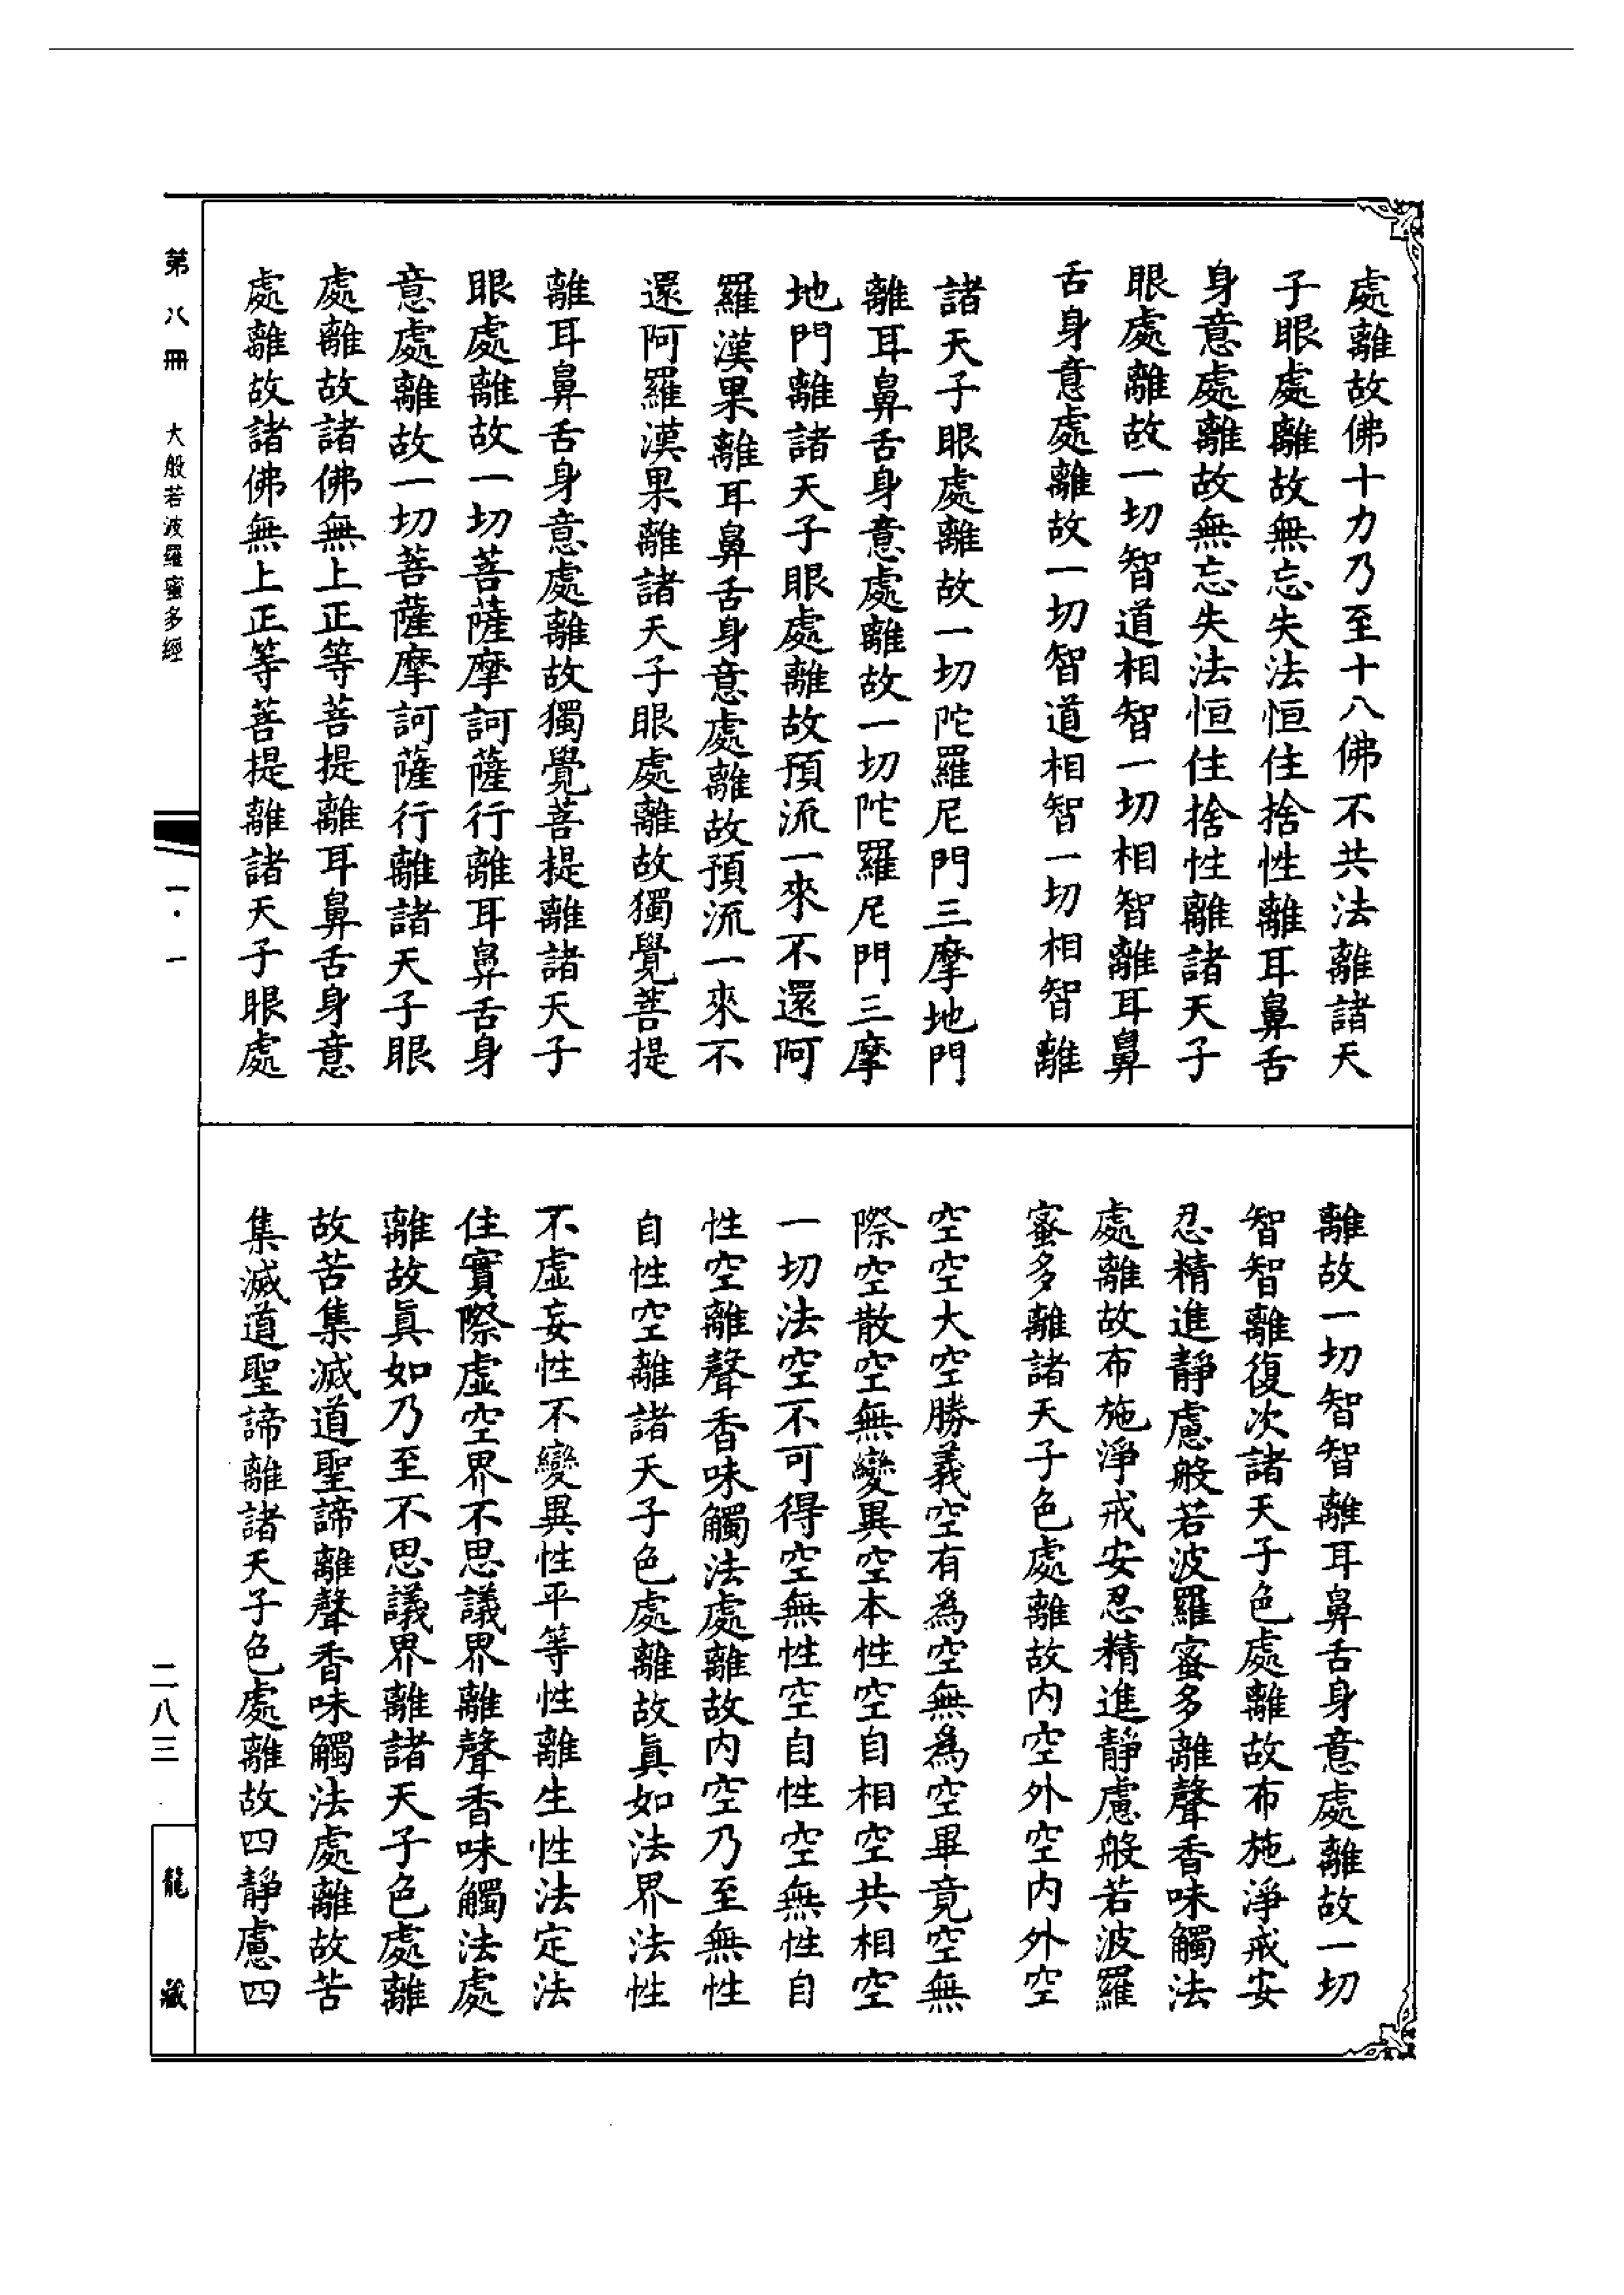 處離故佛十力乃至十八佛不共法離諸天
子眼處離故無忘失法恒住捨性離耳鼻舌
身意處離故無忘失法恒住捨性離諸天子
眼處離故一切智道相智一切相智離耳鼻
舌身意處離故一切智道相智一切相智離
諸天子眼處離故一切陀羅尼門三摩地門
離耳鼻舌身意處離故一切陀羅尼門三摩
地門離諸天子眼處離故預流一來不還阿
羅漢果離耳鼻舌身意處離故預流一來不
還阿羅漢果離諸天子眼處離故獨覺菩提
離耳鼻舌身意處離故獨覺菩提離諸天子
眼處離故一切菩薩摩訶薩行離耳鼻舌身
意處離故一切菩薩摩訶薩行離諸天子眼
處離故諸佛無上正等菩提離耳鼻舌身意
處離故諸佛無上正等菩提離諸天子眼處
離故一切智智離耳鼻舌身意處離故一切
智智離復次諸天子色處離故布施淨戒安
忍精進靜慮般若波羅蜜多離聲香味觸法
處離故布施淨戒安忍精進靜慮般若波羅
蜜多離諸天子色處離故內空外空內外空
空空大空勝義空有為空無為空畢竟空無
際空散空無變異空本性空自相空共相空
一切法空不可得空無性空自性空無性自
性空離聲香味觸法處離故內空乃至無性
自性空離諸天子色處離故眞如法界法性
不虛妄性不變異性平等性離生性法定法
住實際虛空界不思議界離聲香味觸法處
離故眞如乃至不思議界離諸天子色處離
故苦集滅道聖諦離聲香味觸法處離故苦
集滅道聖諦離諸天子色處離故四靜慮四
第八冊 大般若波羅蜜多經 一·一
二八三
龍藏